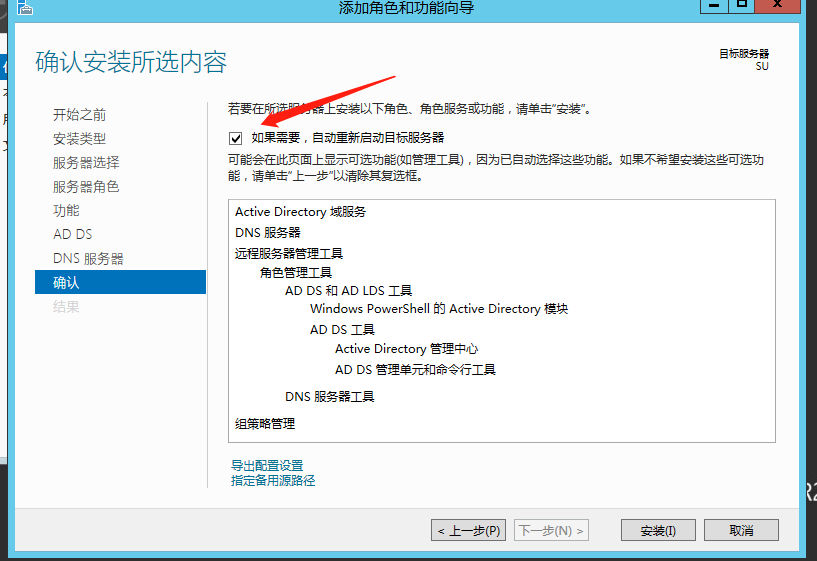 添加角色和功能向导
确认安装所选内容
目标服务器
SU
开始之前
安装类型
服务器选择
服务器角色
功能
AD DS
DNS 服务器
确认
结果
若要在所选服务器上安装以下角色、角色服务或功能，请单击"安装"。
如果需要，自动重新启动目标服务器
可能会在此页面上显示可选功能(如管理工具)，因为已自动选择这些功能。如果不希望安装这些可选功
能，请单击"上一步"以清除其复选框。
Active Directory 域服务
DNS 服务器
远程服务器管理工具
角色管理工具
AD DS 和 AD LDS 工具
Windows PowerShell 的 Active Directory 模块
AD DS 工具
Active Directory 管理中心
AD DS 管理单元和命令行工具
DNS 服务器工具
组策略管理
导出配置设置
指定备用源路径
< 上一步(P)
下一步(N) >
安装(I)
取消